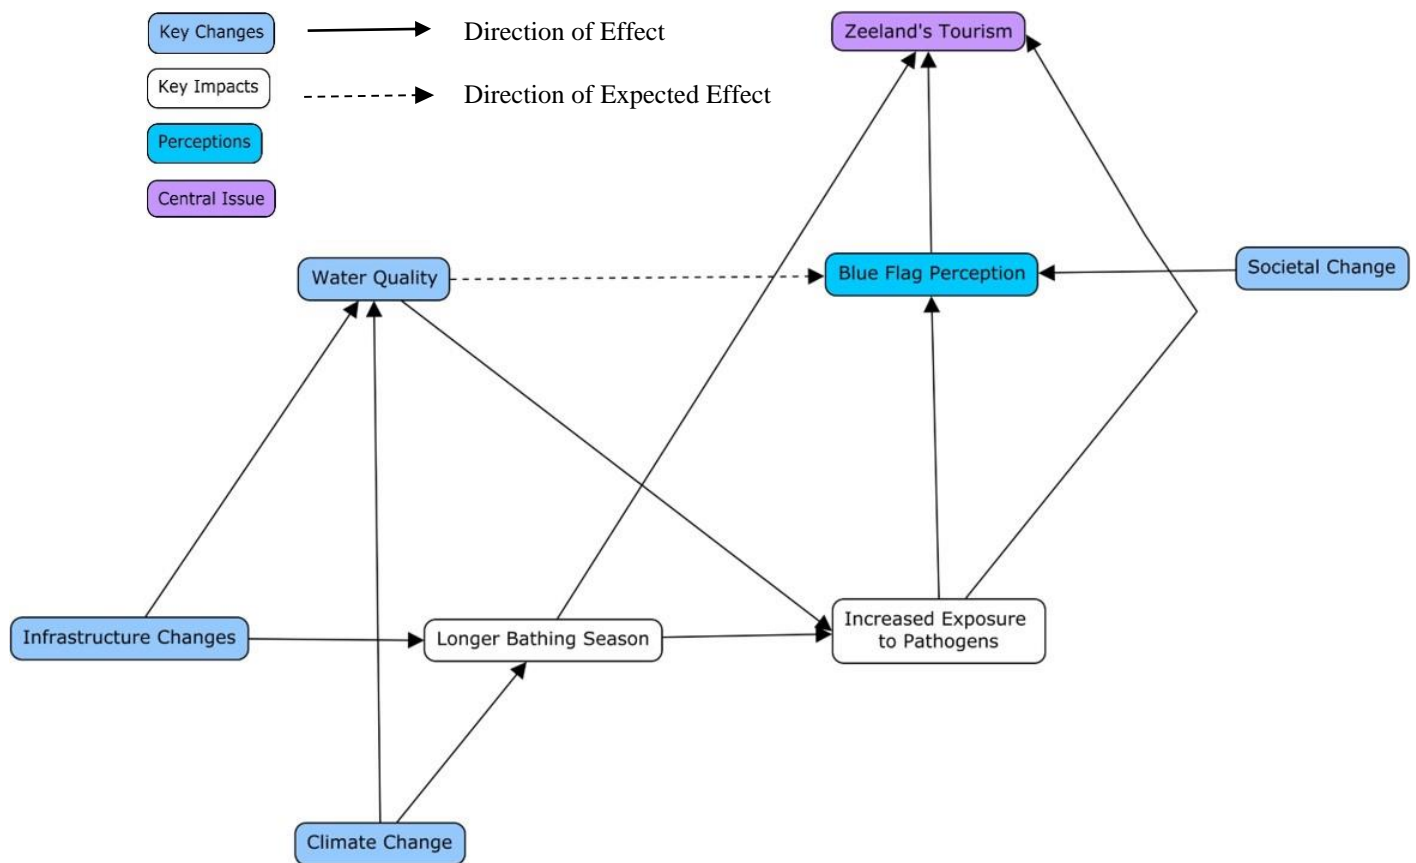 Key Changes
Direction of Effect
Zeeland's Tourism
Key Impacts
Direction of Expected Effect
Perceptions
Central Issue
Water Quality
Blue Flag Perception
Societal Change
Infrastructure Changes
Longer Bathing Season
Increased Exposure
to Pathogens
Climate Change